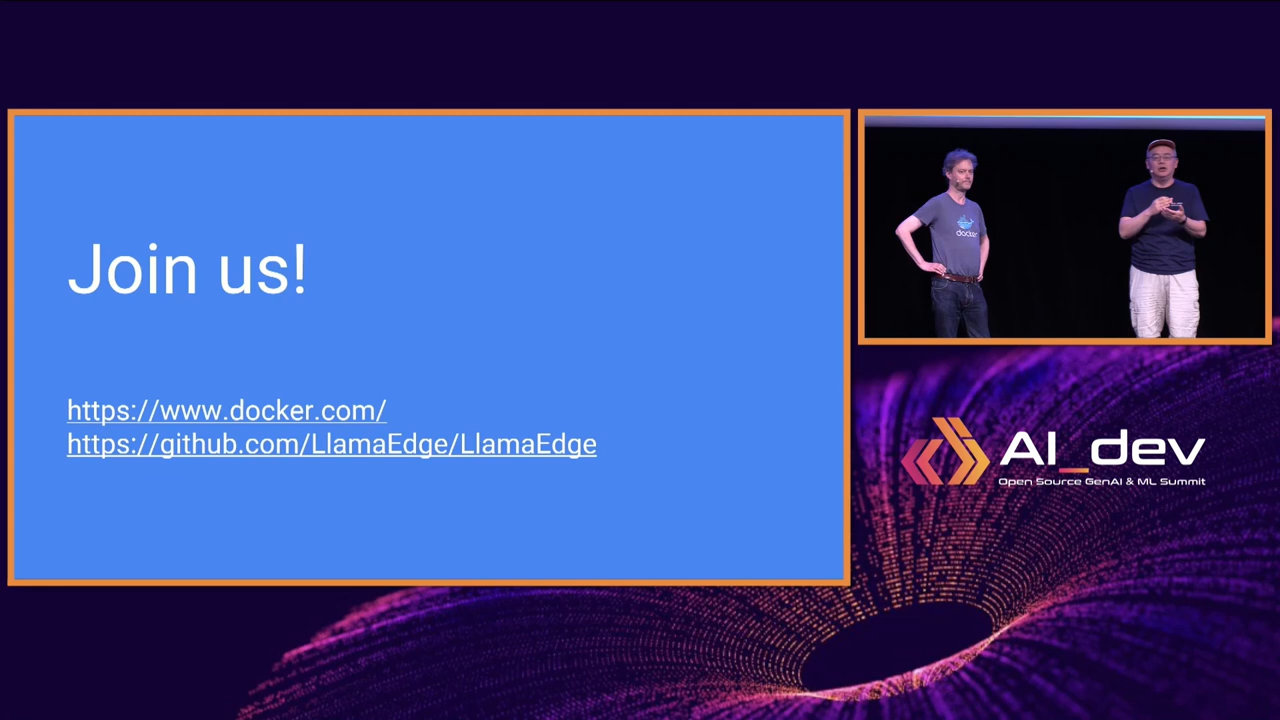 Join us!
https://www.docker.com/
https://github.com/LlamaEdge/LlamaEdge
docker
AI_dev
Open Source GenAI & ML Summit